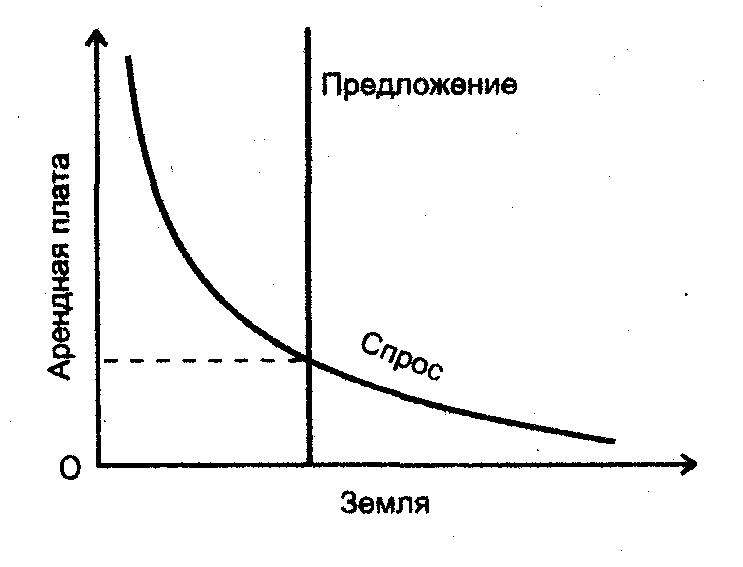 Предложение
Арендная плата
Спрос
О
Земля